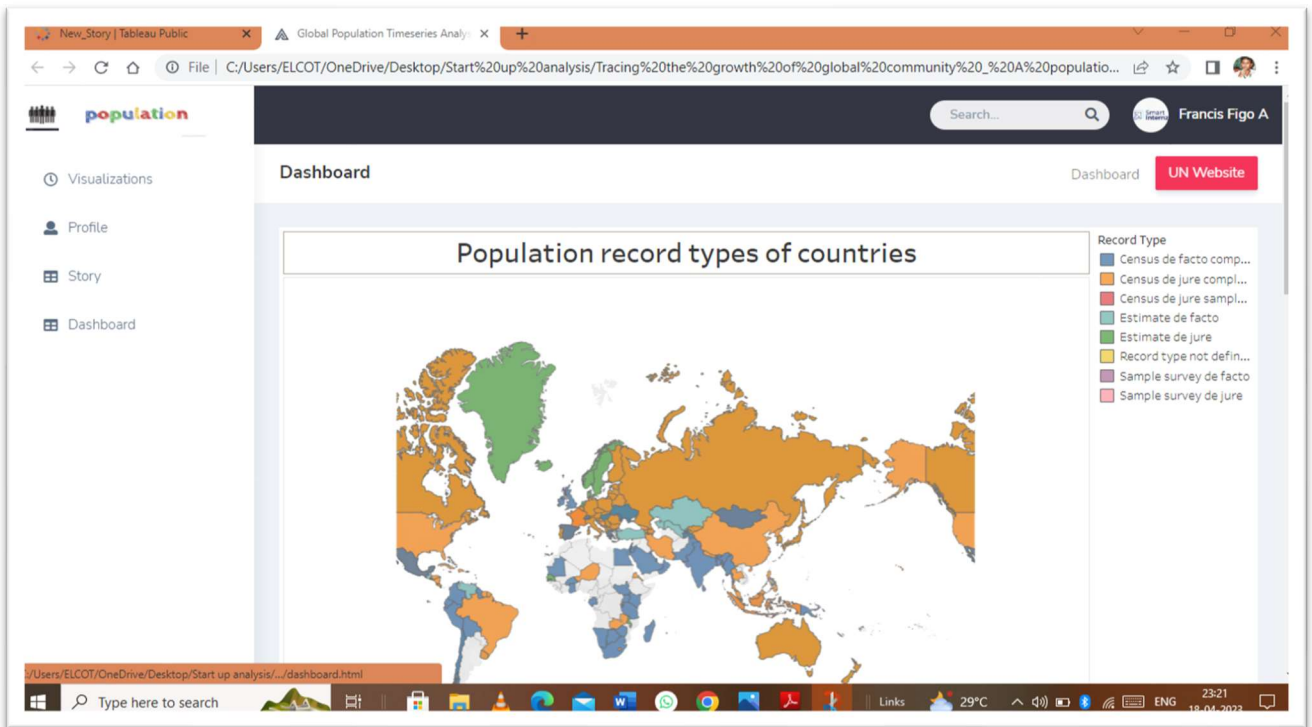 New_Story | Tableau Public
Global Population Timeseries Analy
File | C:/Users/ELCOT/OneDrive/Desktop/Start%20up%20analysis/Tracing%20the%20growth%20of%20global%20community%20_%20A%20populatio...
population
Search...
Smart
Francis Figo A
Visualizations
Dashboard
Dashboard
UN Website
Profile
Story
Dashboard
Population record types of countries
Record Type
Census de facto comp...
Census de jure compl...
Census de jure sampl...
Estimate de facto
Estimate de jure
Record type not defin...
Sample survey de facto
Sample survey de jure
:/Users/ELCOT/OneDrive/Desktop/Start up analysis/.../dashboard.html
Type here to search
Links
29°C
ENG
23:21
18-04-2023